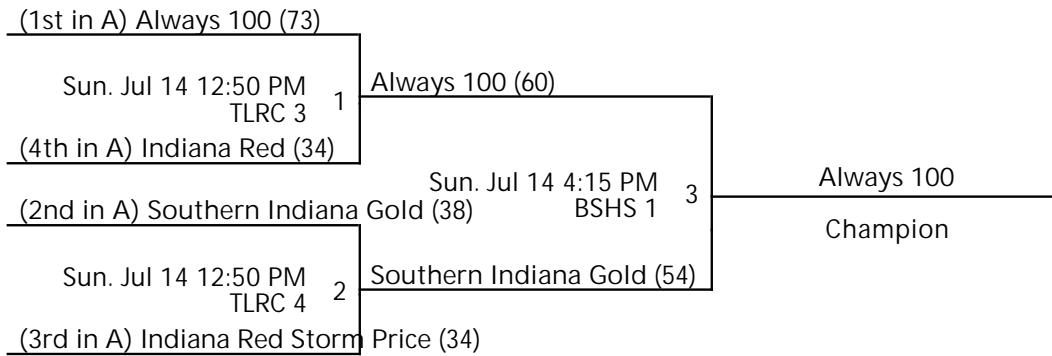 (1st in A) Always 100 (73)
Sun. Jul 14 12:50 PM
TLRC 3
1
Always 100 (60)
(4th in A) Indiana Red (34)
Sun. Jul 14 4:15 PM
BSHS 1
3
Always 100
Champion
(2nd in A) Southern Indiana Gold (38)
Sun. Jul 14 12:50 PM
TLRC 4
2
Southern Indiana Gold (54)
(3rd in A) Indiana Red Storm Price (34)